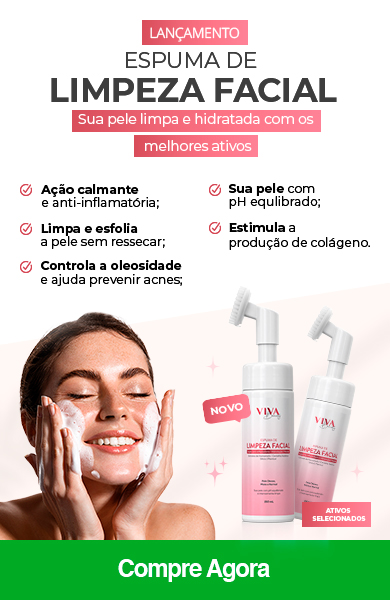 LANÇAMENTO
ESPUMA DE
LIMPEZA FACIAL
Sua pele limpa e hidratada com os
melhores ativos
Ação calmante
e anti-inflamatória;
Limpa e esfolia
a pele sem ressecar;
Controla a oleosidade
e ajuda prevenir acnes;
Sua pele com
pH equlibrado;
Estimula a
produção de colágeno.
NOVO
VIVA
ESPUMA DE
LIMPEZA FACIAL
VIVA
LIMPEZA FACIAL
ATIVOS
SELECIONADOS
Compre Agora